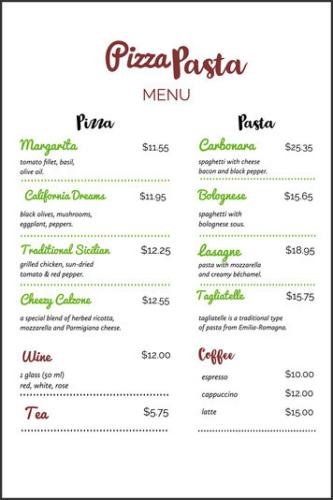 Pizza Pasta
MENU
Pizza
Margarita $11.55
tomato fillet, basil,
olive oil.
California Dreams $11.95
black olives, mushrooms,
eggplant, peppers.
Traditional Sicilian $12.25
grilled chicken, sun-dried
tomato & red pepper.
Cheezy Calzone $12.55
a special blend of herbed ricotta,
mozzarella and Parmigiana cheese.
Wine $12.00
1 glass (50 ml)
red, white, rose
Tea $5.75
Pasta
Carbonara $25.35
spaghetti with cheese
bacon and black pepper.
Bolognese $15.65
spaghetti with
bolognese sous.
Lasagne $18.95
pasta with mozzarella
and creamy béchamel.
Tagliatelle $15.75
tagliatelle is a traditional type
of pasta from Emilia-Romagna.
Coffee
espresso $10.00
cappuccino $12.00
latte $15.00